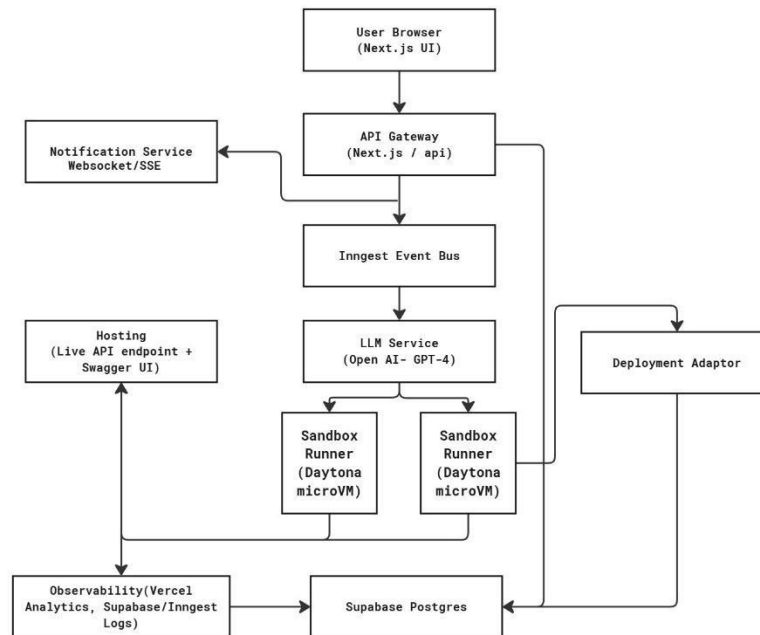 User Browser
(Next.js UI)
API Gateway
(Next.js / api)
Notification Service
Websocket/SSE
Inngest Event Bus
Hosting
(Live API endpoint +
Swagger UI)
LLM Service
(Open AI- GPT-4)
Deployment Adaptor
Sandbox
Runner
(Daytona
microVM)
Sandbox
Runner
(Daytona
microVM)
Observability(Vercel
Analytics, Supabase/Inngest
Logs)
Supabase Postgres